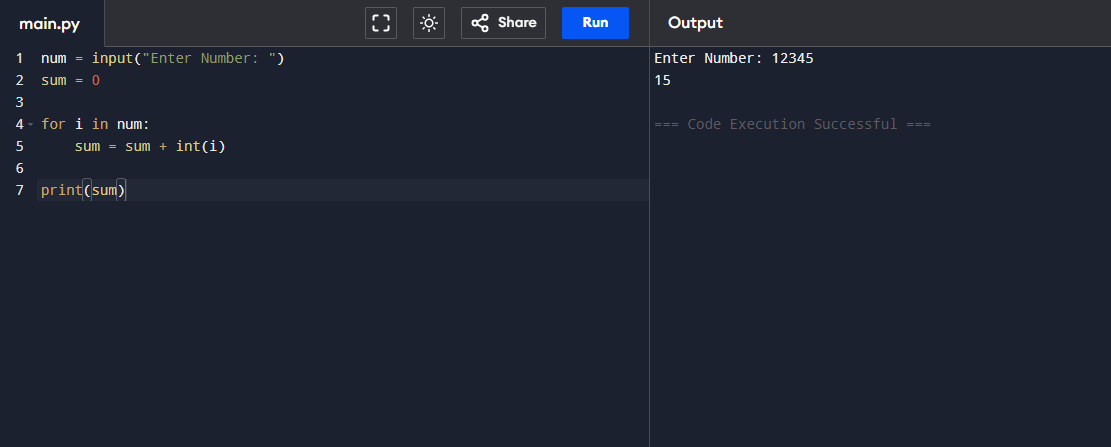 main.py
Share
Run
Output
1 num = input("Enter Number: ")
2 sum = 0
3
4 for i in num:
5     sum = sum + int(i)
6
7 print(sum)
Enter Number: 12345
15
=== Code Execution Successful ===